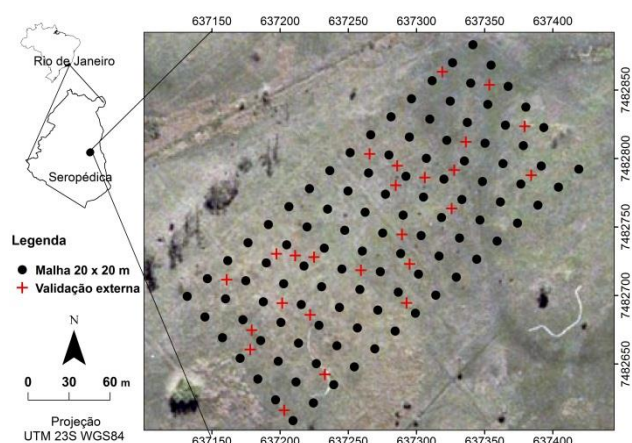 637150 637200 637250 637300 637350 637400
Rio de Janeiro
Seropédica
Legenda
Malha 20 x 20 m
Validação externa
N
0 30 60 m
Projeção
UTM 23S WGS84
7482850
7482800
7482750
7482700
7482650
637150 637200 637250 637300 637350 637400